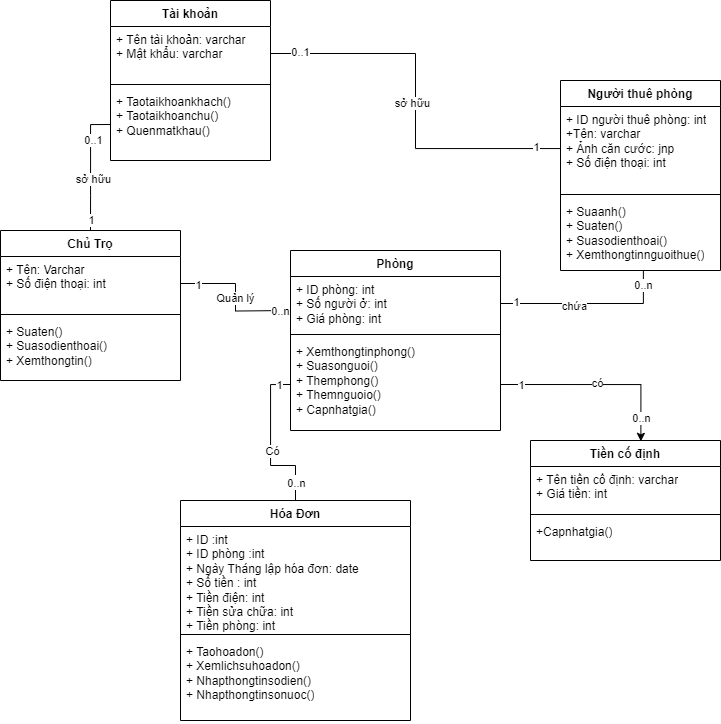 Tài khoản
+ Tên tài khoản: varchar
+ Mật khẩu: varchar
+ Taotaikhoankhach()
+ Taotaikhoanchu()
+ Quenmatkhau()
0..1
sở hữu
1
Người thuê phòng
+ ID người thuê phòng: int
+Tên: varchar
+ Ảnh căn cước: jnp
+ Số điện thoại: int
+ Suaanh()
+ Suaten()
+ Suasodienthoai()
+ Xemthongtinnguoithue()
0..1
sở hữu
1
Chủ Trọ
+ Tên: Varchar
+ Số điện thoại: int
+ Suaten()
+ Suasodienthoai()
+ Xemthongtin()
1
Quản lý
0..n
Phòng
+ ID phòng: int
+ Số người ở: int
+ Giá phòng: int
+ Xemthongtinphong()
+ Suasonguoi()
+ Themphong()
+ Themnguoio()
+ Capnhatgia()
1
chứa
0..n
1
có
0..n
Tiền cố định
+ Tên tiền cố định: varchar
+ Giá tiền: int
+Capnhatgia()
1
Có
0..n
Hóa Đơn
+ ID :int
+ ID phòng :int
+ Ngày Tháng lập hóa đơn: date
+ Số tiền : int
+ Tiền điện: int
+ Tiền sửa chữa: int
+ Tiền phòng: int
+ Taohoadon()
+ Xemlichsuhoadon()
+ Nhapthongtinsodien()
+ Nhapthongtinsonuoc()